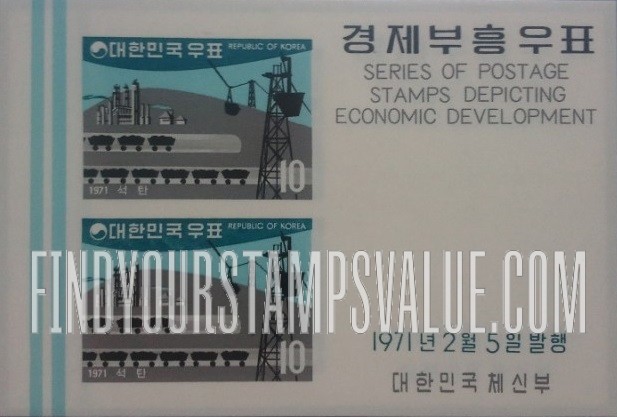 대한민국우표 REPUBLIC OF KOREA
10
1971 석 탄
대한민국우표 REPUBLIC OF KOREA
10
1971 석 탄
경제부흥우표
SERIES OF POSTAGE
STAMPS DEPICTING
ECONOMIC DEVELOPMENT
FINDYOURSTAMPSVALUE.COM
1971년 2월 5일 발행
대한민국체신부